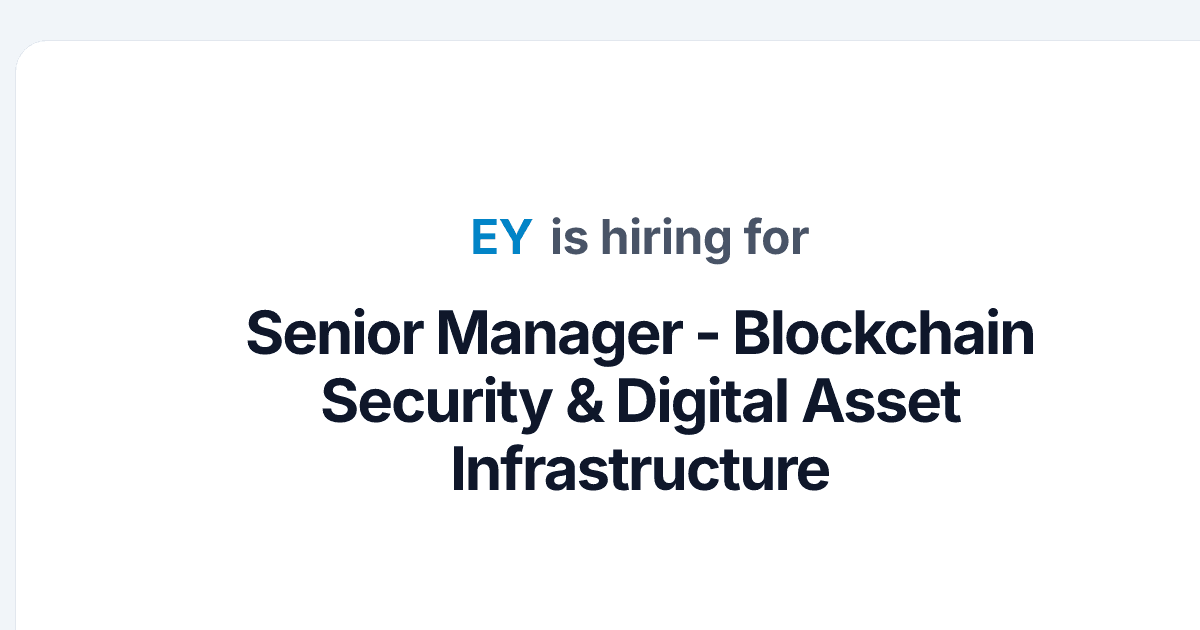 EY is hiring for
Senior Manager - Blockchain
Security & Digital Asset
Infrastructure